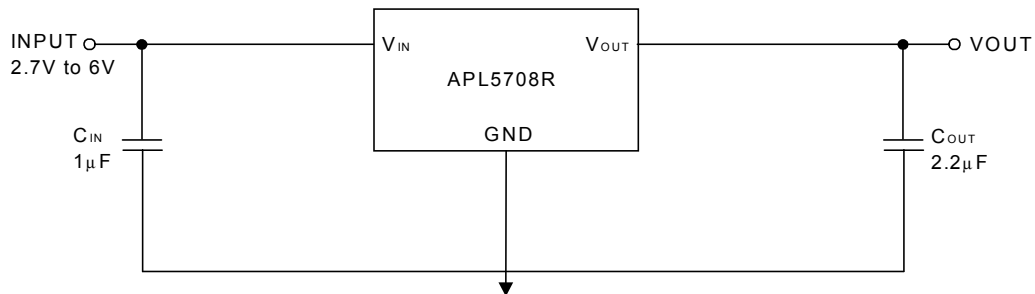 INPUT
2.7V to 6V
VIN
VOUT
APL5708R
GND
VOUT
CIN
1μF
COUT
2.2μF